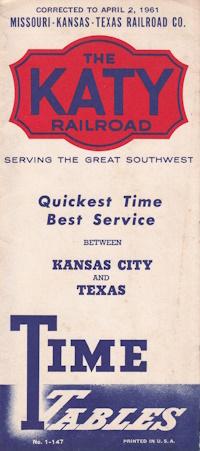 CORRECTED TO APRIL 2, 1961
MISSOURI-KANSAS-TEXAS RAILROAD CO.
THE
KATY
RAILROAD
SERVING THE GREAT SOUTHWEST
Quickest Time
Best Service
BETWEEN
KANSAS CITY
AND
TEXAS
TIME
TABLES
No. 1-147
PRINTED IN U.S.A.